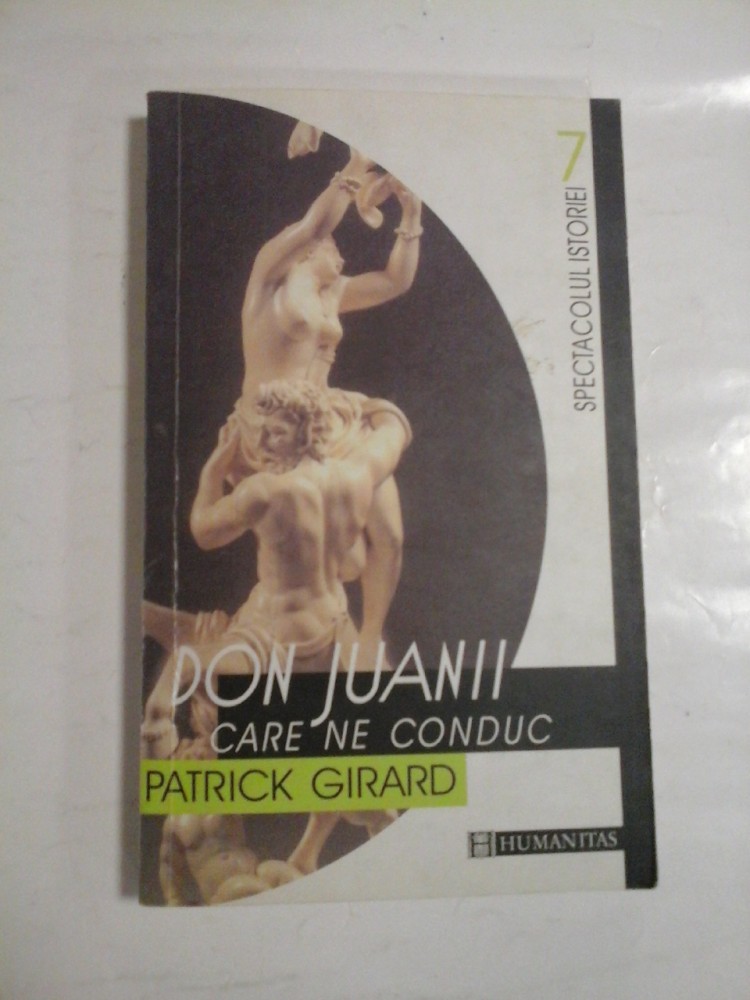 7
SPECTACOLUL ISTORIEI
DON JUANII
CARE NE CONDUC
PATRICK GIRARD
HUMANITAS